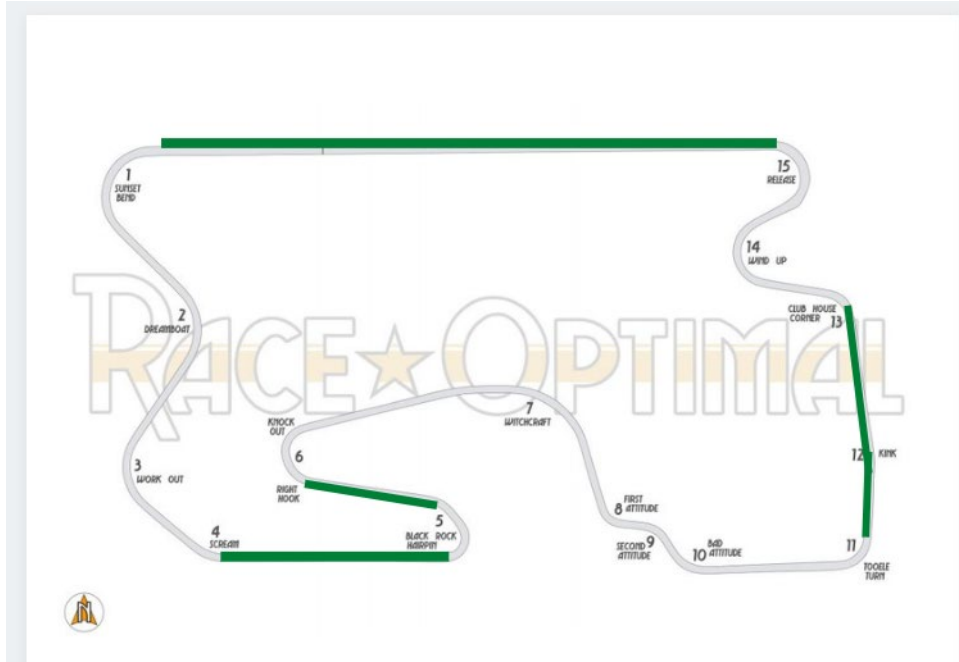 1
SUNSET
BEND
15
RELEASE
14
WIND UP
2
DREAMBOAT
CLUB HOUSE
CORNER
13
RACE★OPTIMAL
7
WITCHCRAFT
KNOCK
OUT
6
RIGHT
HOOK
12 KINK
3
WORK OUT
4
SCREAM
5
BLACK ROCK
HAIRPIN
8 FIRST
ATTITUDE
SECOND 9
ATTITUDE
10 BAD
ATTITUDE
11
TOOELE
TURN
N